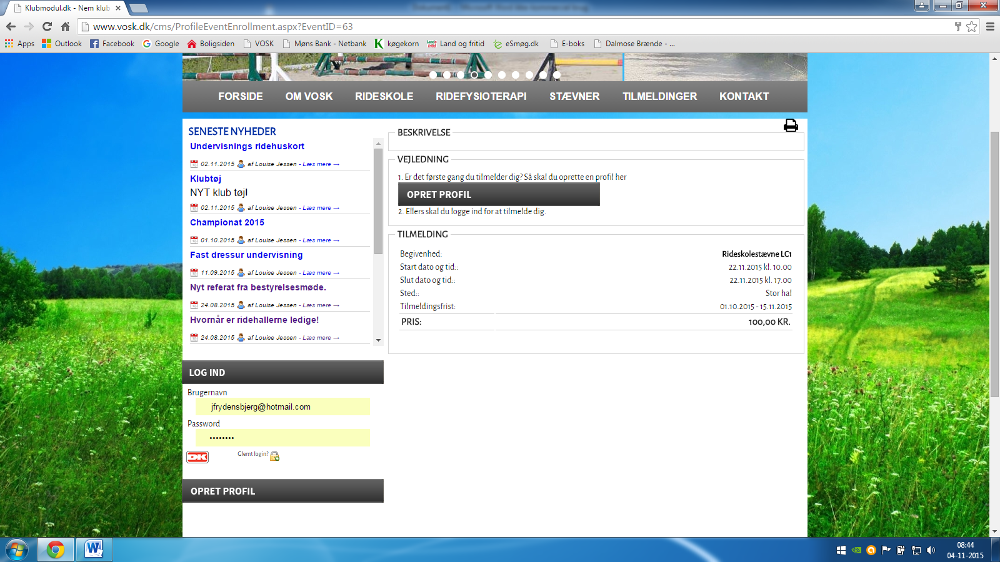 Klubmodul.dk - Nem klub
www.vosk.dk/cms/ProfileEventEnrollment.aspx?EventID=63
Apps Outlook Facebook Google Boligsiden VOSK Møns Bank - Netbank køgekorn Land og fritid eSmøg.dk E-boks Dalmose Brænde - ...
FORSIDE OM VOSK RIDESKOLE RIDEFYSIOTERAPI STÆVNER TILMELDINGER KONTAKT
SENESTE NYHEDER
Undervisnings ridehuskort
02.11.2015 af Louise Jessen - Læs mere →
Klubtøj
NYT klub tøj!
02.11.2015 af Louise Jessen - Læs mere →
Championat 2015
01.10.2015 af Louise Jessen - Læs mere →
Fast dressur undervisning
11.09.2015 af Louise Jessen - Læs mere →
Nyt referat fra bestyrelsesmøde.
24.08.2015 af Louise Jessen - Læs mere →
Hvornår er ridehallerne ledige!
24.08.2015 af Louise Jessen - Læs mere →
LOG IND
Brugernavn
jfrydensbjerg@hotmail.com
Password
••••••••
DK Glemt login?
OPRET PROFIL
BESKRIVELSE
VEJLEDNING
1. Er det første gang du tilmelder dig? Så skal du oprette en profil her
OPRET PROFIL
2. Ellers skal du logge ind for at tilmelde dig.
TILMELDING
Begivenhed: Rideskolestævne LC1
Start dato og tid:: 22.11.2015 kl. 10.00
Slut dato og tid:: 22.11.2015 kl. 17.00
Sted:: Stor hal
Tilmeldingsfrist: 01.10.2015 - 15.11.2015
PRIS: 100,00 KR.
08:44
04-11-2015